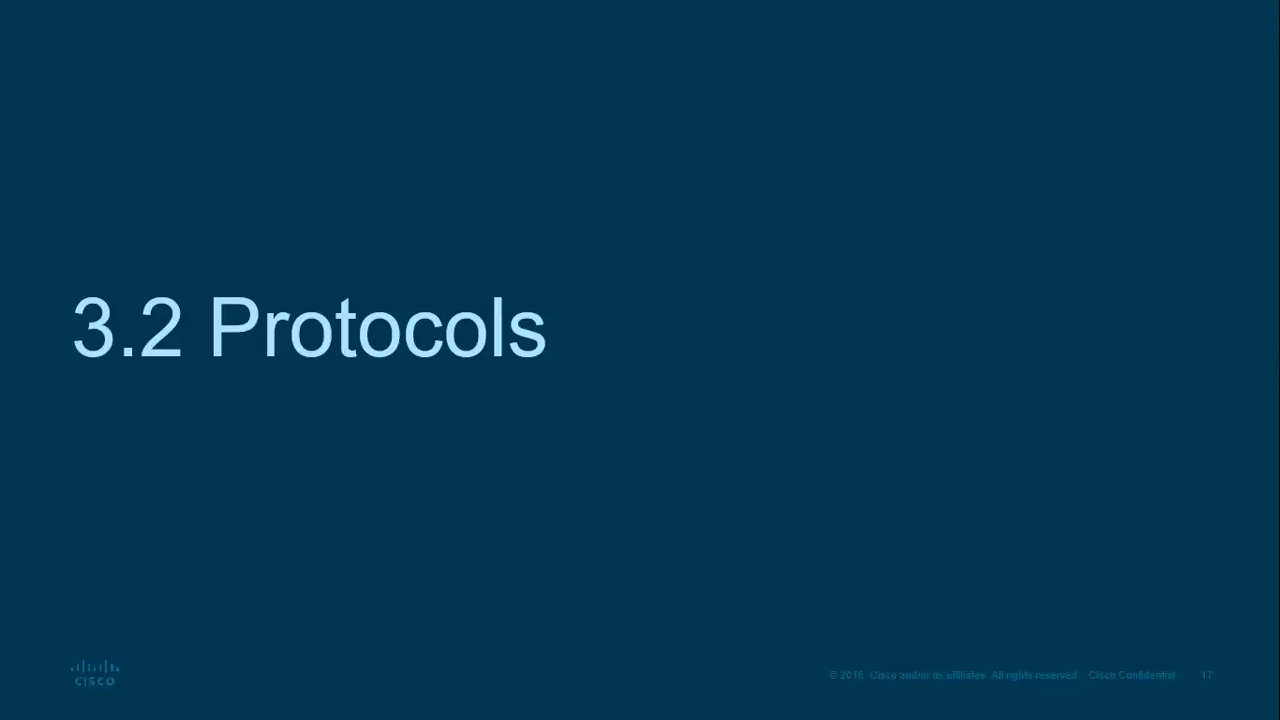 3.2 Protocols
CISCO
© 2016 Cisco and/or its affiliates. All rights reserved. Cisco Confidential 17